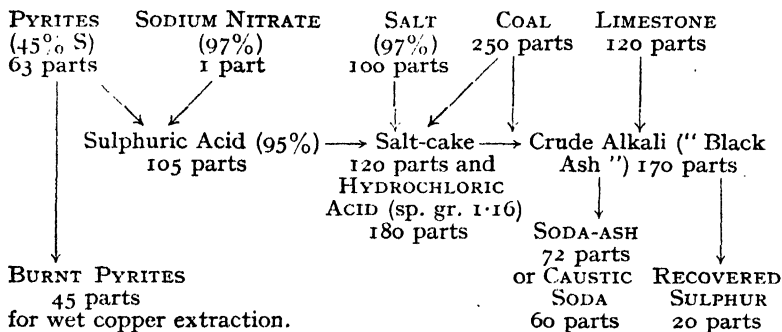 PYRITES SODIUM NITRATE SALT COAL LIMESTONE
(45% S) (97%) (97%) 250 parts 120 parts
63 parts 1 part 100 parts
Sulphuric Acid (95%) Salt-cake Crude Alkali (" Black
105 parts 120 parts and Ash ") 170 parts
HYDROCHLORIC
ACID (sp. gr. 1·16)
180 parts SODA-ASH
72 parts
BURNT PYRITES or CAUSTIC RECOVERED
45 parts SODA SULPHUR
for wet copper extraction. 60 parts 20 parts